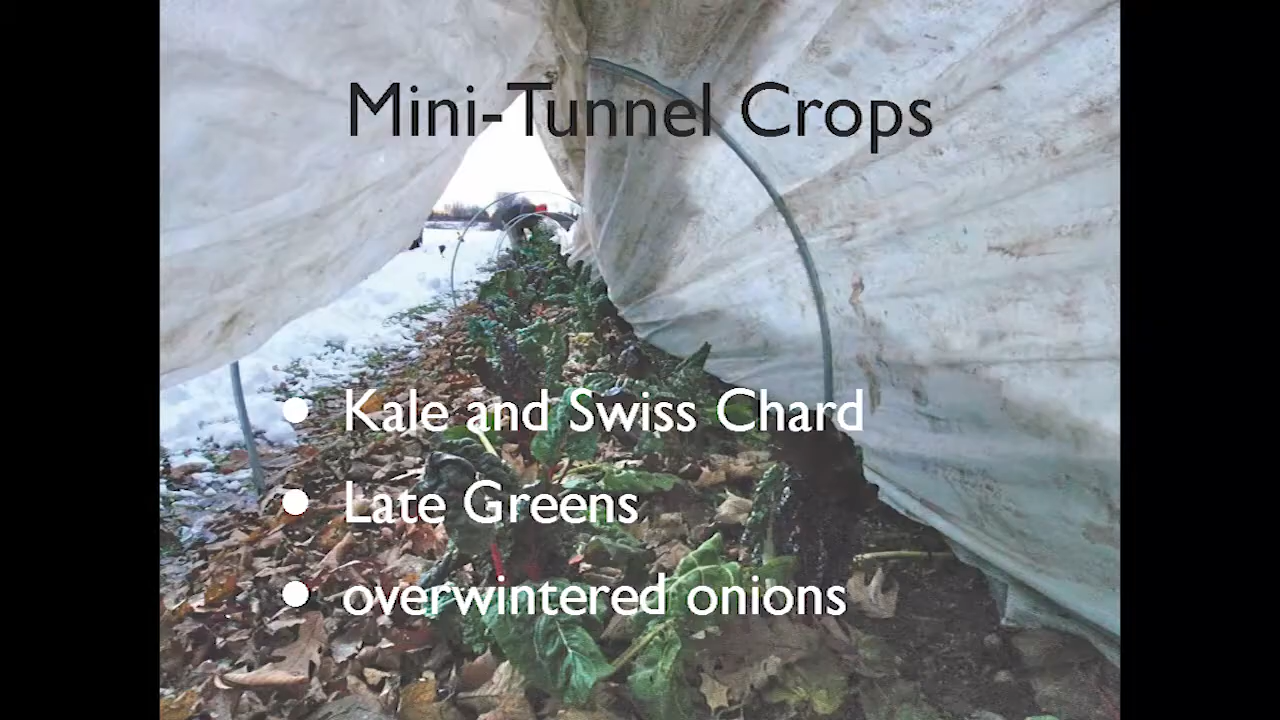 Mini-Tunnel Crops
• Kale and Swiss Chard
• Late Greens
• overwintered onions